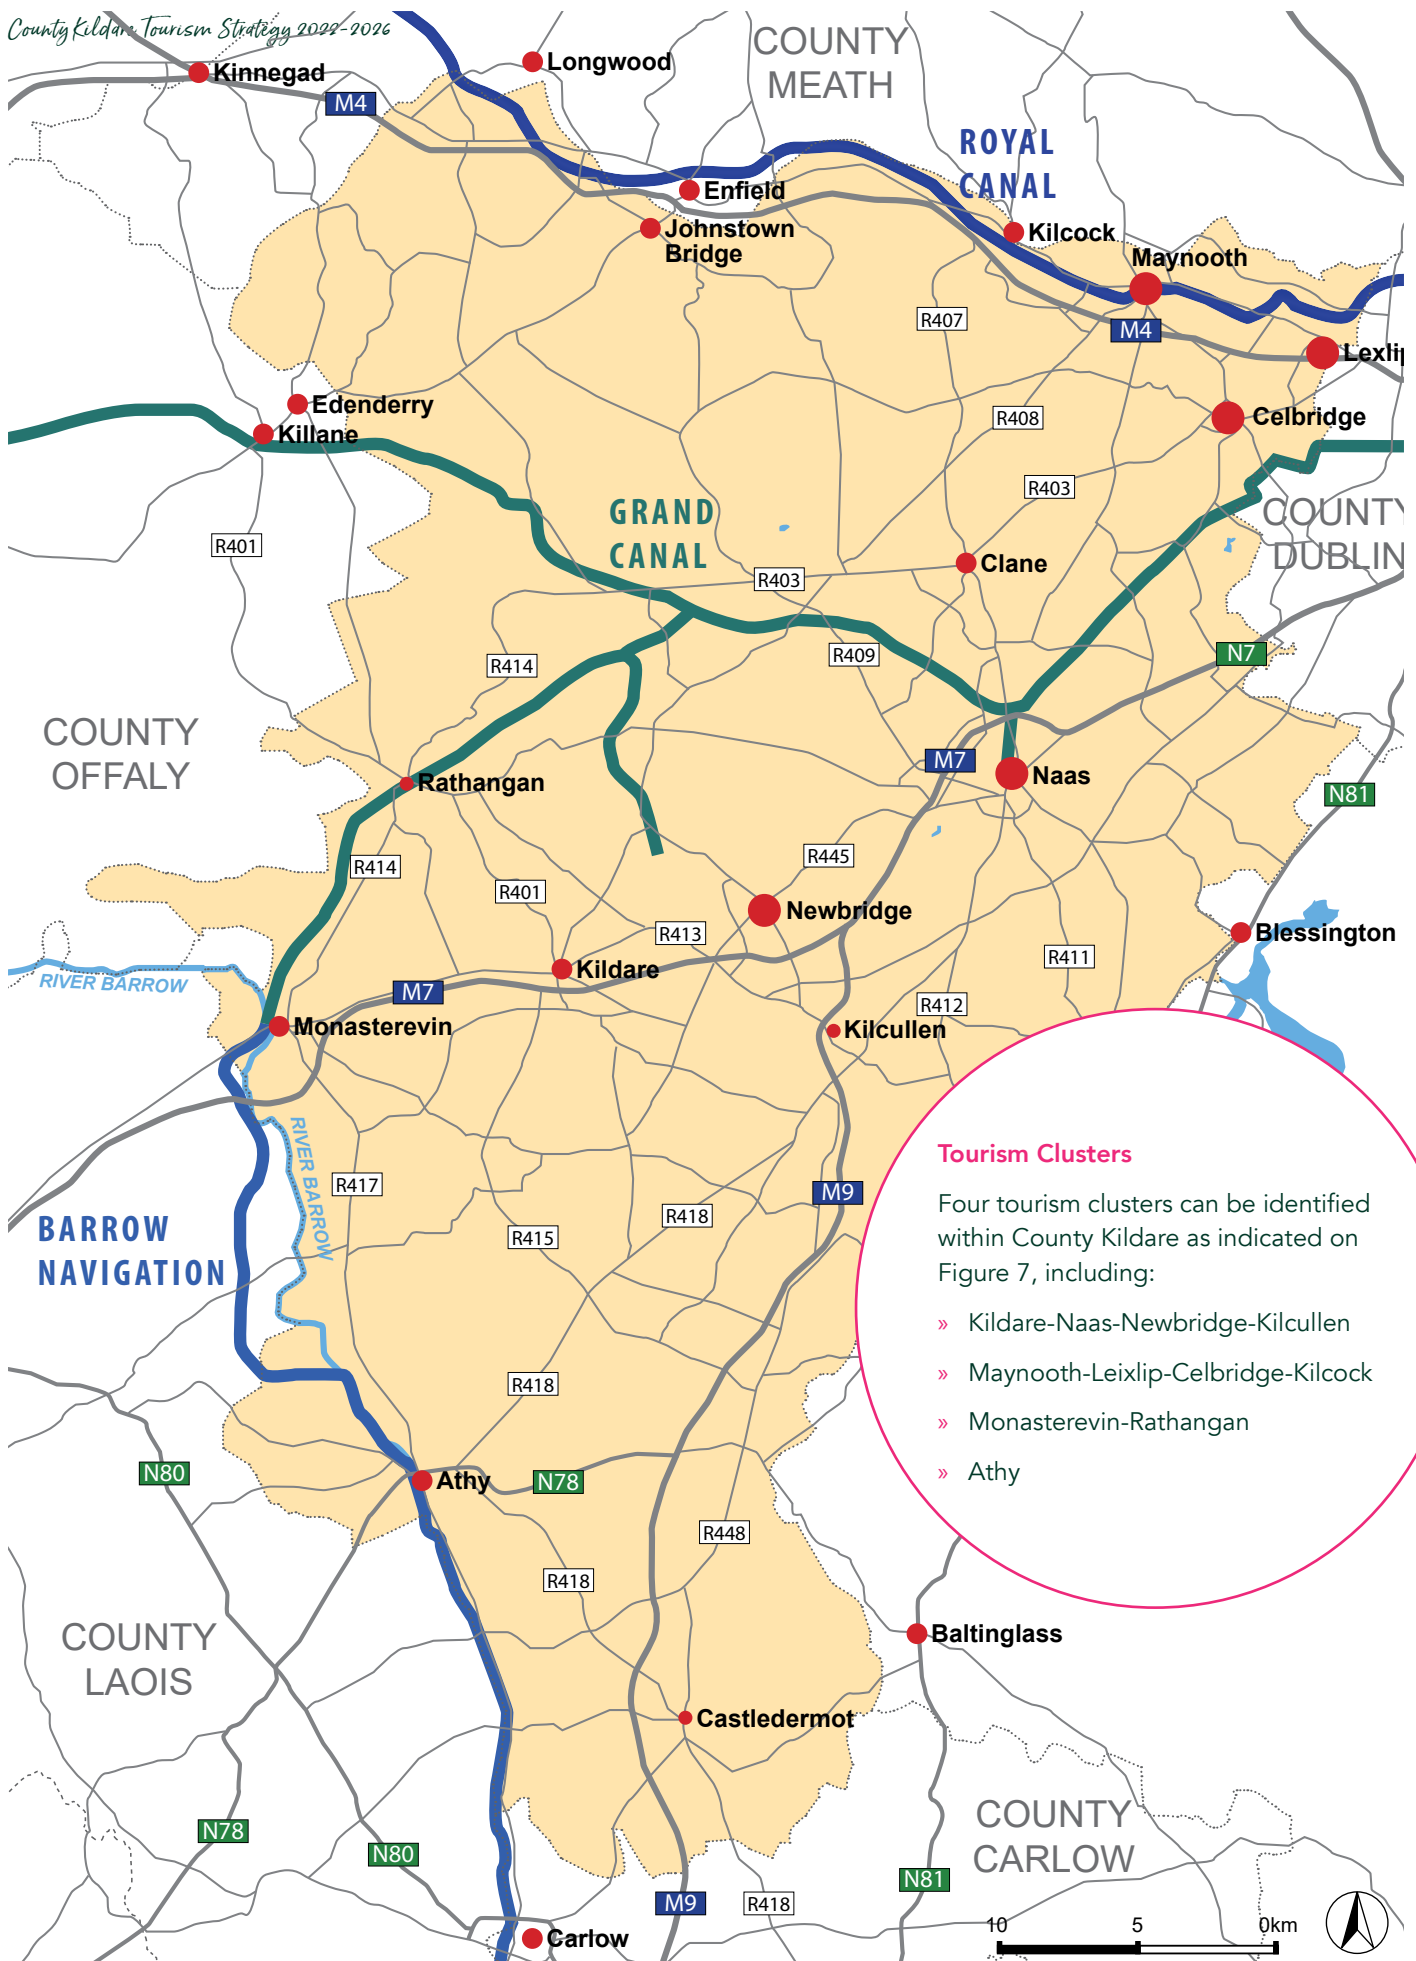 County Kildare Tourism Strategy 2022-2026
COUNTY
MEATH
Longwood
Kinnegad
M4
ROYAL
CANAL
Enfield
Johnstown
Bridge
Kilcock
Maynooth
R407
M4
Lexlip
Edenderry
Killane
R408
Celbridge
R403
GRAND
CANAL
COUNTY
DUBLIN
R401
Clane
R403
R409
N7
R414
COUNTY
OFFALY
M7
Naas
Rathangan
N81
R445
R414
R401
Newbridge
R413
Blessington
R411
Kildare
RIVER BARROW
M7
R412
Monasterevin
Kilcullen
RIVER BARROW
R417
M9
R418
R415
BARROW
NAVIGATION
Tourism Clusters
Four tourism clusters can be identified
within County Kildare as indicated on
Figure 7, including:
» Kildare-Naas-Newbridge-Kilcullen
» Maynooth-Leixlip-Celbridge-Kilcock
» Monasterevin-Rathangan
» Athy
R418
N80
Athy
N78
R448
R418
COUNTY
LAOIS
Baltinglass
Castledermot
COUNTY
CARLOW
N78
N80
N81
M9
R418
Carlow
10 5 0km